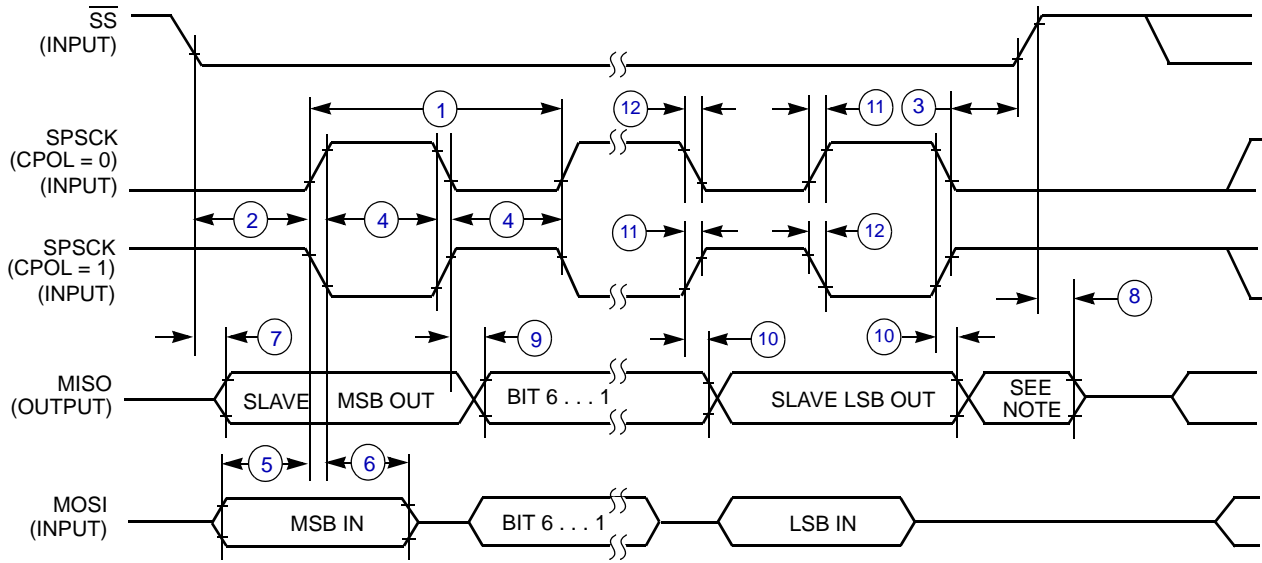 SS
(INPUT)
1
12
11
3
SPSCK
(CPOL = 0)
(INPUT)
2
4
4
11
12
SPSCK
(CPOL = 1)
(INPUT)
8
7
9
10
10
MISO
(OUTPUT)
SLAVE
MSB OUT
BIT 6 . . . 1
SLAVE LSB OUT
SEE
NOTE
5
6
MOSI
(INPUT)
MSB IN
BIT 6 . . . 1
LSB IN